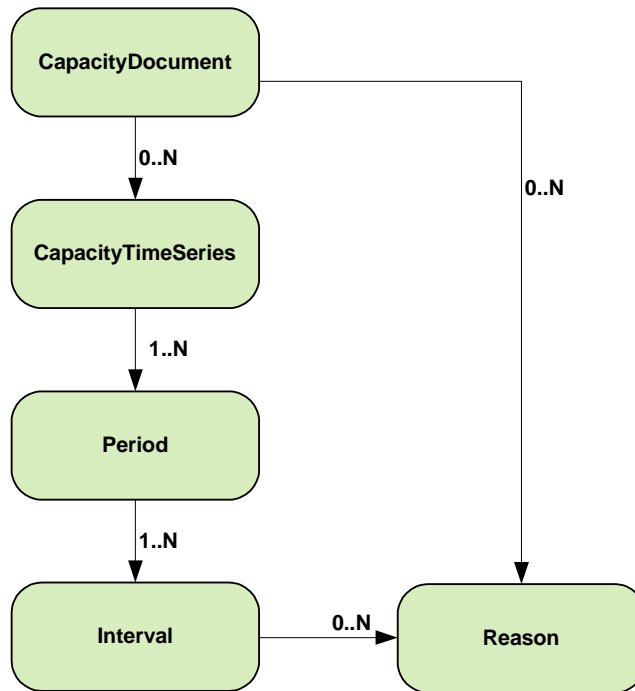 CapacityDocument
0..N
0..N
CapacityTimeSeries
1..N
Period
1..N
Interval
0..N
Reason